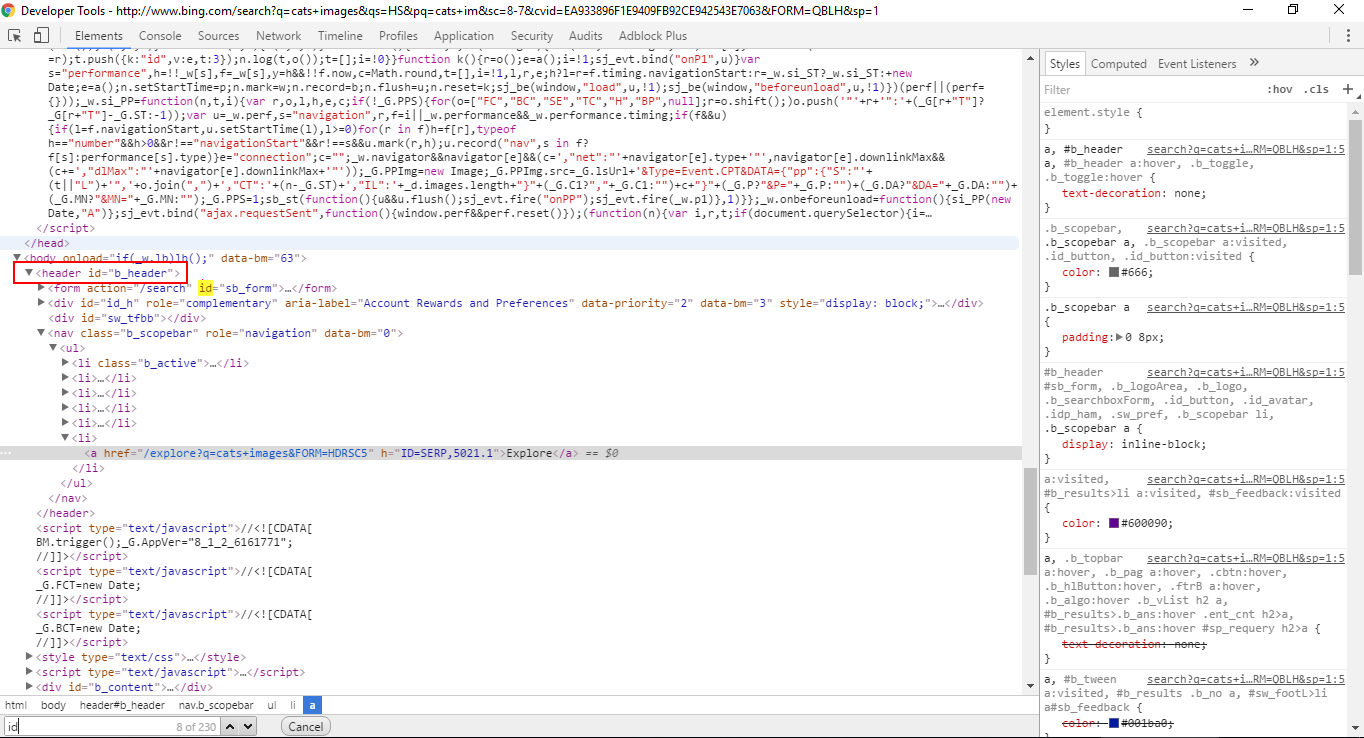 Developer Tools - http://www.bing.com/search?q=cats+images&qs=HS&pq=cats+im&sc=8-7&cvid=EA933896F1E9409FB92CE942543E7063&FORM=QBLH&sp=1
Elements Console Sources Network Timeline Profiles Application Security Audits Adblock Plus
=r);t.push({k:"id",v:e,t:3});n.log(t,o());t=[];i=!0}}function k(){r=o();e=a();i=!1;sj_evt.bind("onP1",u)}var
s="performance",h=!!_w[s],f=_w[s],y=h&&!!f.now,c=Math.round,t=[],i=!1,l,r,e;h?l=r=f.timing.navigationStart:r=_w.si_ST?_w.si_ST:+new
Date;e=a();n.setStartTime=p;n.mark=w;n.record=b;n.flush=u;n.reset=k;sj_be(window,"load",u,!1);sj_be(window,"beforeunload",u,!1)})(perf||(perf=
{}));_w.si_PP=function(n,t,i){var r,o,l,h,e,c;if(!_G.PPS){for(o=["FC","BC","SE","TC","H","BP",null];r=o.shift();)o.push('"'+r+'":'+(_G[r+"T"]?
_G[r+"T"]-_G.ST:-1));var u=_w.perf,s="navigation",r,f=i||_w.performance&&_w.performance.timing;if(f&&u)
{if(l=f.navigationStart,u.setStartTime(l),l>=0)for(r in f)h=f[r],typeof
h=="number"&&h>0&&r!=="navigationStart"&&r!==s&&u.mark(r,h);u.record("nav",s in f?
f[s]:performance[s].type)}e="connection";c="";_w.navigator&&navigator[e]&&(c=',"net":"'+navigator[e].type+'"',navigator[e].downlinkMax&&
(c+=',"dlMax":"'+navigator[e].downlinkMax+'"'));_G.PPImg=new Image;_G.PPImg.src=_G.lsUrl+'&Type=Event.CPT&DATA={"pp":{"S":"'+
(t||"L")+'",'+o.join(",")+',"CT":'+(n-_G.ST)+',"IL":'+_d.images.length+"}"+(_G.C1?","+_G.C1:"")+c+"}"+(_G.P?"&P="+_G.P:"")+(_G.DA?"&DA="+_G.DA:"")+
(_G.MN?"&MN="+_G.MN:"");_G.PPS=1;sb_st(function(){u&&u.flush();sj_evt.fire("onPP");sj_evt.fire(_w.p1)},1)}};_w.onbeforeunload=function(){si_PP(new
Date,"A")};sj_evt.bind("ajax.requestSent",function(){window.perf&&perf.reset()});(function(n){var i,r,t;if(document.querySelector){i=…
</script>
</head>
<body onload="if(_w.lb)lb();" data-bm="63">
<header id="b_header">
<form action="/search" id="sb_form">…</form>
<div id="id_h" role="complementary" aria-label="Account Rewards and Preferences" data-priority="2" data-bm="3" style="display: block;">…</div>
<div id="sw_tfbb"></div>
<nav class="b_scopebar" role="navigation" data-bm="0">
<ul>
<li class="b_active">…</li>
<li>…</li>
<li>…</li>
<li>…</li>
<li>…</li>
<li>
<a href="/explore?q=cats+images&FORM=HDRSC5" h="ID=SERP,5021.1">Explore</a> == $0
</li>
</ul>
</nav>
</header>
<script type="text/javascript">//<![CDATA[
BM.trigger();_G.AppVer="8_1_2_6161771";
//]]></script>
<script type="text/javascript">//<![CDATA[
_G.FCT=new Date;
//]]></script>
<script type="text/javascript">//<![CDATA[
_G.BCT=new Date;
//]]></script>
<style type="text/css">…</style>
<script type="text/javascript">…</script>
<div id="b_content">…</div>
html body header#b_header nav.b_scopebar ul li a
id 8 of 230 Cancel
Styles Computed Event Listeners »
Filter :hov .cls +
element.style {
}
a, #b_header search?q=cats+i…RM=QBLH&sp=1:5
a, #b_header a:hover, .b_toggle,
.b_toggle:hover {
text-decoration: none;
}
.b_scopebar, search?q=cats+i…RM=QBLH&sp=1:5
.b_scopebar a, .b_scopebar a:visited,
.id_button, .id_button:visited {
color: #666;
}
.b_scopebar a search?q=cats+i…RM=QBLH&sp=1:5
{
padding: 0 8px;
}
#b_header search?q=cats+i…RM=QBLH&sp=1:5
#sb_form, .b_logoArea, .b_logo,
.b_searchboxForm, .id_button, .id_avatar,
.idp_ham, .sw_pref, .b_scopebar li,
.b_scopebar a {
display: inline-block;
}
a:visited, search?q=cats+i…RM=QBLH&sp=1:5
#b_results>li a:visited, #sb_feedback:visited
{
color: #600090;
}
a, .b_topbar search?q=cats+i…RM=QBLH&sp=1:5
a:hover, .b_pag a:hover, .cbtn:hover,
.b_hlButton:hover, .ftrB a:hover,
.b_algo:hover .b_vList h2 a,
#b_results>.b_ans:hover .ent_cnt h2>a,
#b_results>.b_ans:hover #sp_requery h2>a {
text-decoration: none;
}
a, #b_tween search?q=cats+i…RM=QBLH&sp=1:5
a:visited, #b_results .b_no a, #sw_footL>li
a#sb_feedback {
color: #001ba0;